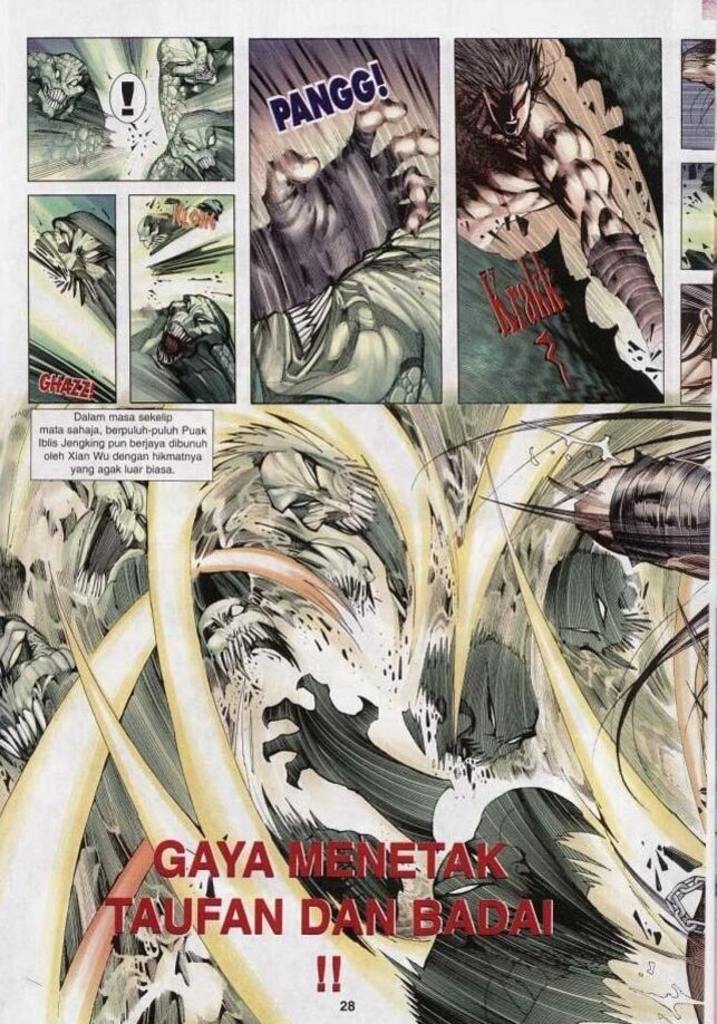 !
PANGG!
KLONG
GHAZZ!
Krakk
!
Dalam masa sekelip
mata sahaja, berpuluh-puluh Puak
Iblis Jengking pun berjaya dibunuh
oleh Xian Wu dengan hikmatnya
yang agak luar biasa.
GAYA MENETAK
TAUFAN DAN BADAI
!!
28